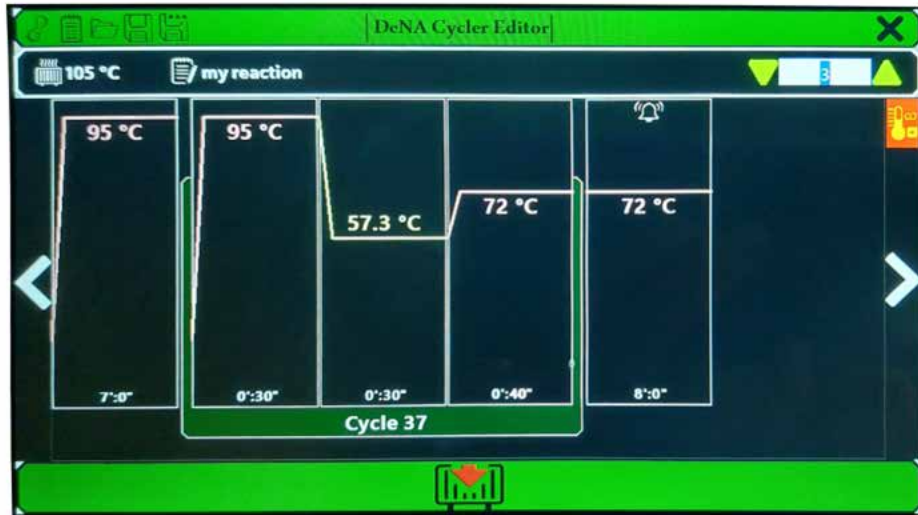 DeNA Cycler Editor
105 °C
my reaction
3
95 °C
95 °C
57.3 °C
72 °C
72 °C
7':0"
0':30"
0':30"
0':40"
8':0"
Cycle 37